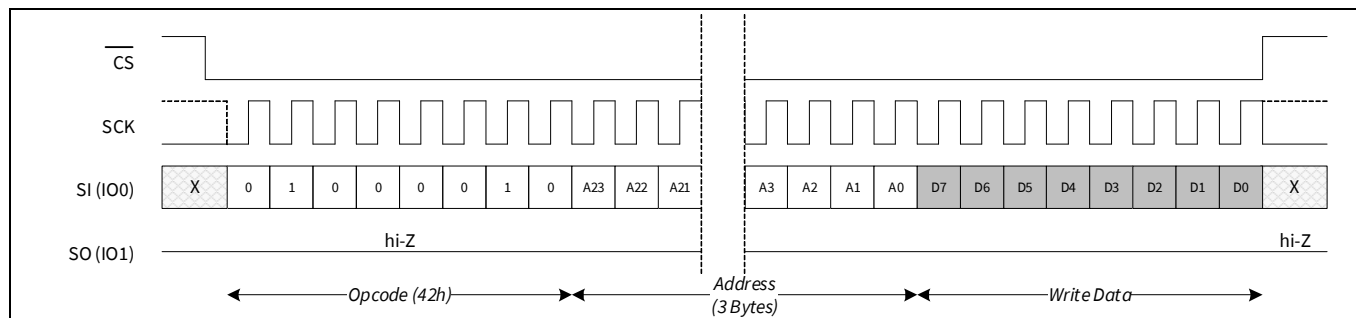 CS
SCK
SI (IO0) X 0 1 0 0 0 0 1 0 A23 A22 A21 A3 A2 A1 A0 D7 D6 D5 D4 D3 D2 D1 D0 X
hi-Z hi-Z
SO (IO1)
Opcode (42h) Address Write Data
(3 Bytes)